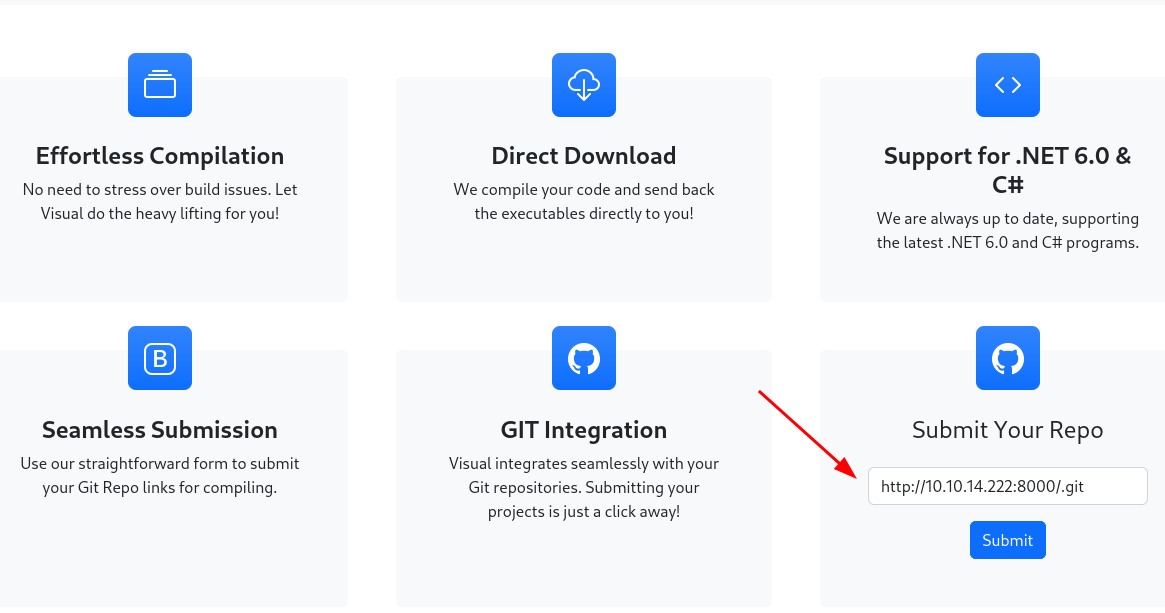 Effortless Compilation
No need to stress over build issues. Let
Visual do the heavy lifting for you!
Direct Download
We compile your code and send back
the executables directly to you!
Support for .NET 6.0 &
C#
We are always up to date, supporting
the latest .NET 6.0 and C# programs.
B
Seamless Submission
Use our straightforward form to submit
your Git Repo links for compiling.
GIT Integration
Visual integrates seamlessly with your
Git repositories. Submitting your
projects is just a click away!
Submit Your Repo
http://10.10.14.222:8000/.git
Submit